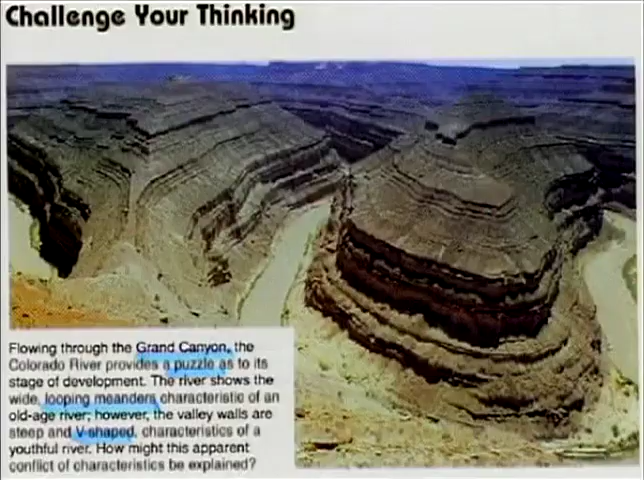 Challenge Your Thinking
Flowing through the Grand Canyon, the
Colorado River provides a puzzle as to its
stage of development. The river shows the
wide, looping meanders characteristic of an
old-age river; however, the valley walls are
steep and V-shaped, characteristics of a
youthful river. How might this apparent
conflict of characteristics be explained?